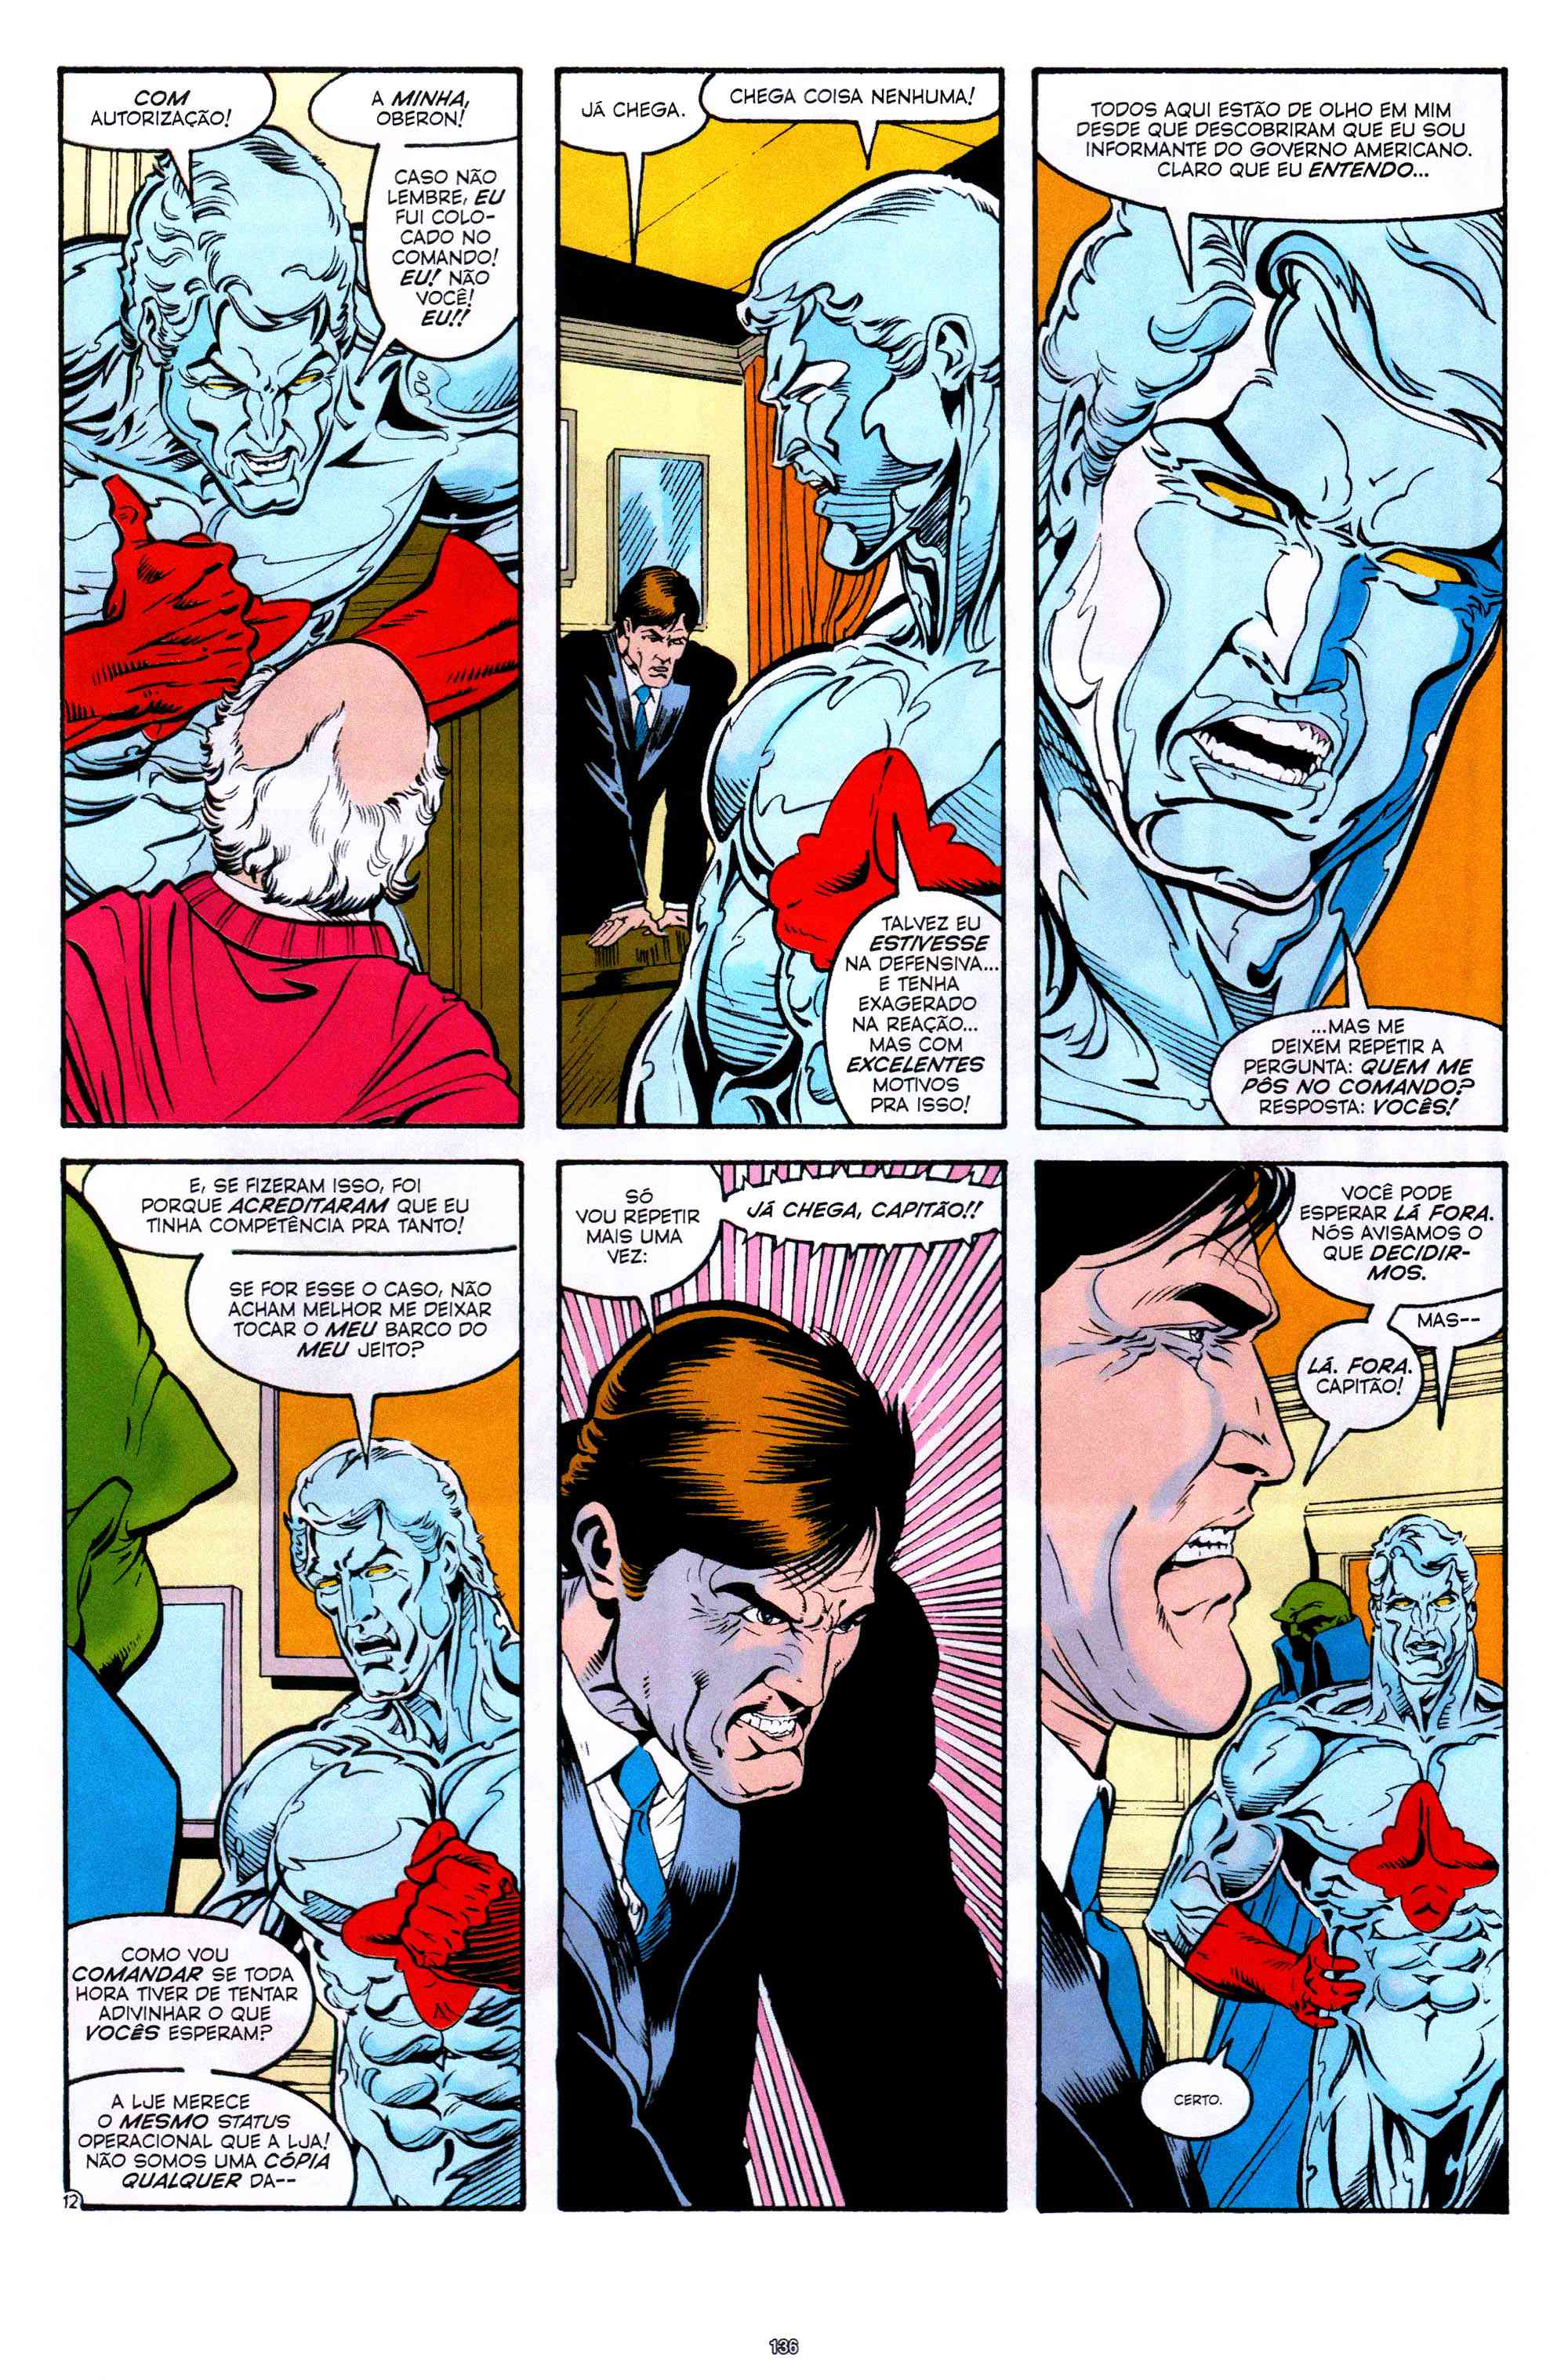 COM
AUTORIZAÇÃO!
A MINHA,
OBERON!
CASO NÃO
LEMBRE, EU
FUI COLO-
CADO NO
COMANDO!
EU! NÃO
VOCÊ!
EU!!
JÁ CHEGA.
CHEGA COISA NENHUMA!
TALVEZ EU
ESTIVESSE
NA DEFENSIVA...
E TENHA
EXAGERADO
NA REAÇÃO...
MAS COM
EXCELENTES
MOTIVOS
PRA ISSO!
TODOS AQUI ESTÃO DE OLHO EM MIM
DESDE QUE DESCOBRIRAM QUE EU SOU
INFORMANTE DO GOVERNO AMERICANO.
CLARO QUE EU ENTENDO...
...MAS ME
DEIXEM REPETIR A
PERGUNTA: QUEM ME
PÔS NO COMANDO?
RESPOSTA: VOCÊS!
E, SE FIZERAM ISSO, FOI
PORQUE ACREDITARAM QUE EU
TINHA COMPETÊNCIA PRA TANTO!
SE FOR ESSE O CASO, NÃO
ACHAM MELHOR ME DEIXAR
TOCAR O MEU BARCO DO
MEU JEITO?
COMO VOU
COMANDAR SE TODA
HORA TIVER DE TENTAR
ADIVINHAR O QUE
VOCÊS ESPERAM?
A LJE MERECE
O MESMO STATUS
OPERACIONAL QUE A LJA!
NÃO SOMOS UMA CÓPIA
QUALQUER DA--
12
SÓ
VOU REPETIR
MAIS UMA
VEZ:
JÁ CHEGA, CAPITÃO!!
VOCÊ PODE
ESPERAR LÁ FORA.
NÓS AVISAMOS O
QUE DECIDIR-
MOS.
MAS--
LÁ. FORA.
CAPITÃO!
CERTO.
136